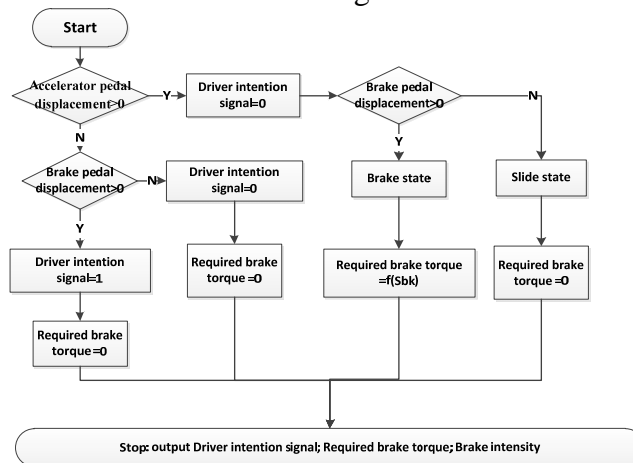 Start
Accelerator pedal
displacement>0
Y
Driver intention
signal=0
Brake pedal
displacement>0
N
N
Y
Brake pedal
displacement>0
N
Driver intention
signal=0
Brake state
Slide state
Y
Driver intention
signal=1
Required brake
torque=0
Required brake torque
=f(Sbk)
Required brake
torque=0
Required brake
torque=0
Stop: output Driver intention signal; Required brake torque; Brake intensity